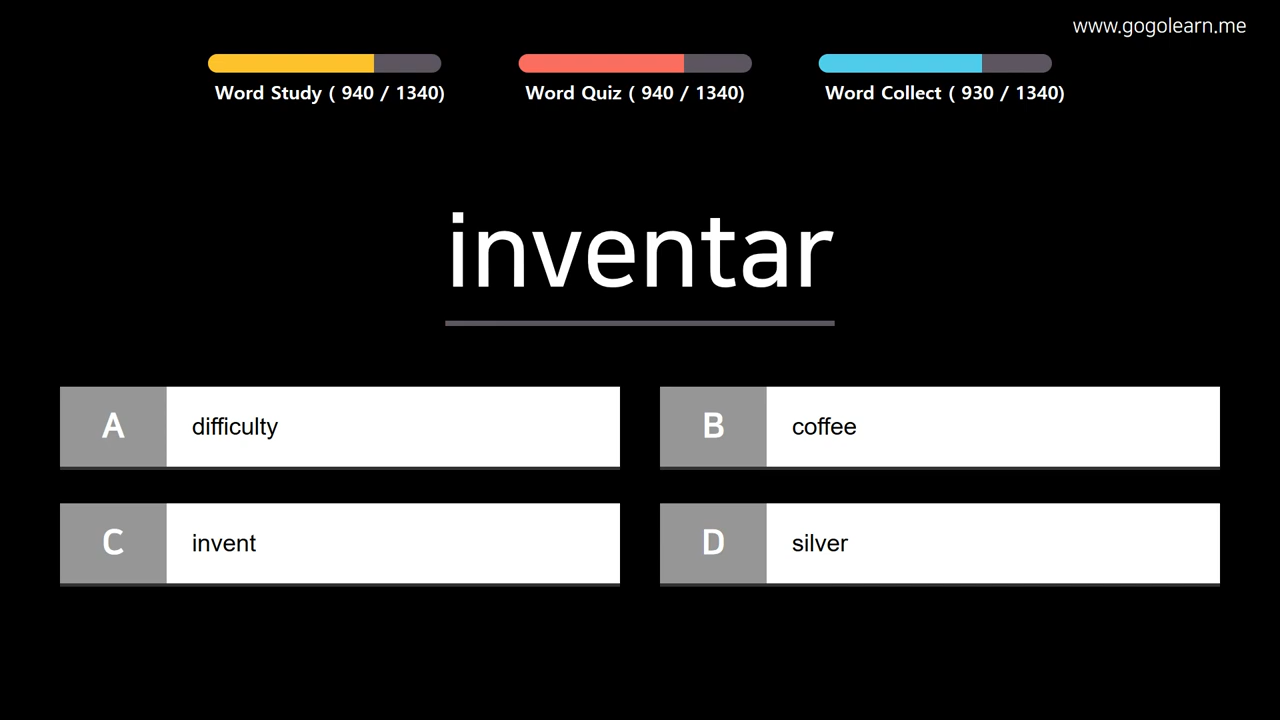 www.gogolearn.me
Word Study ( 940 / 1340)
Word Quiz ( 940 / 1340)
Word Collect ( 930 / 1340)
inventar
A difficulty
B coffee
C invent
D silver